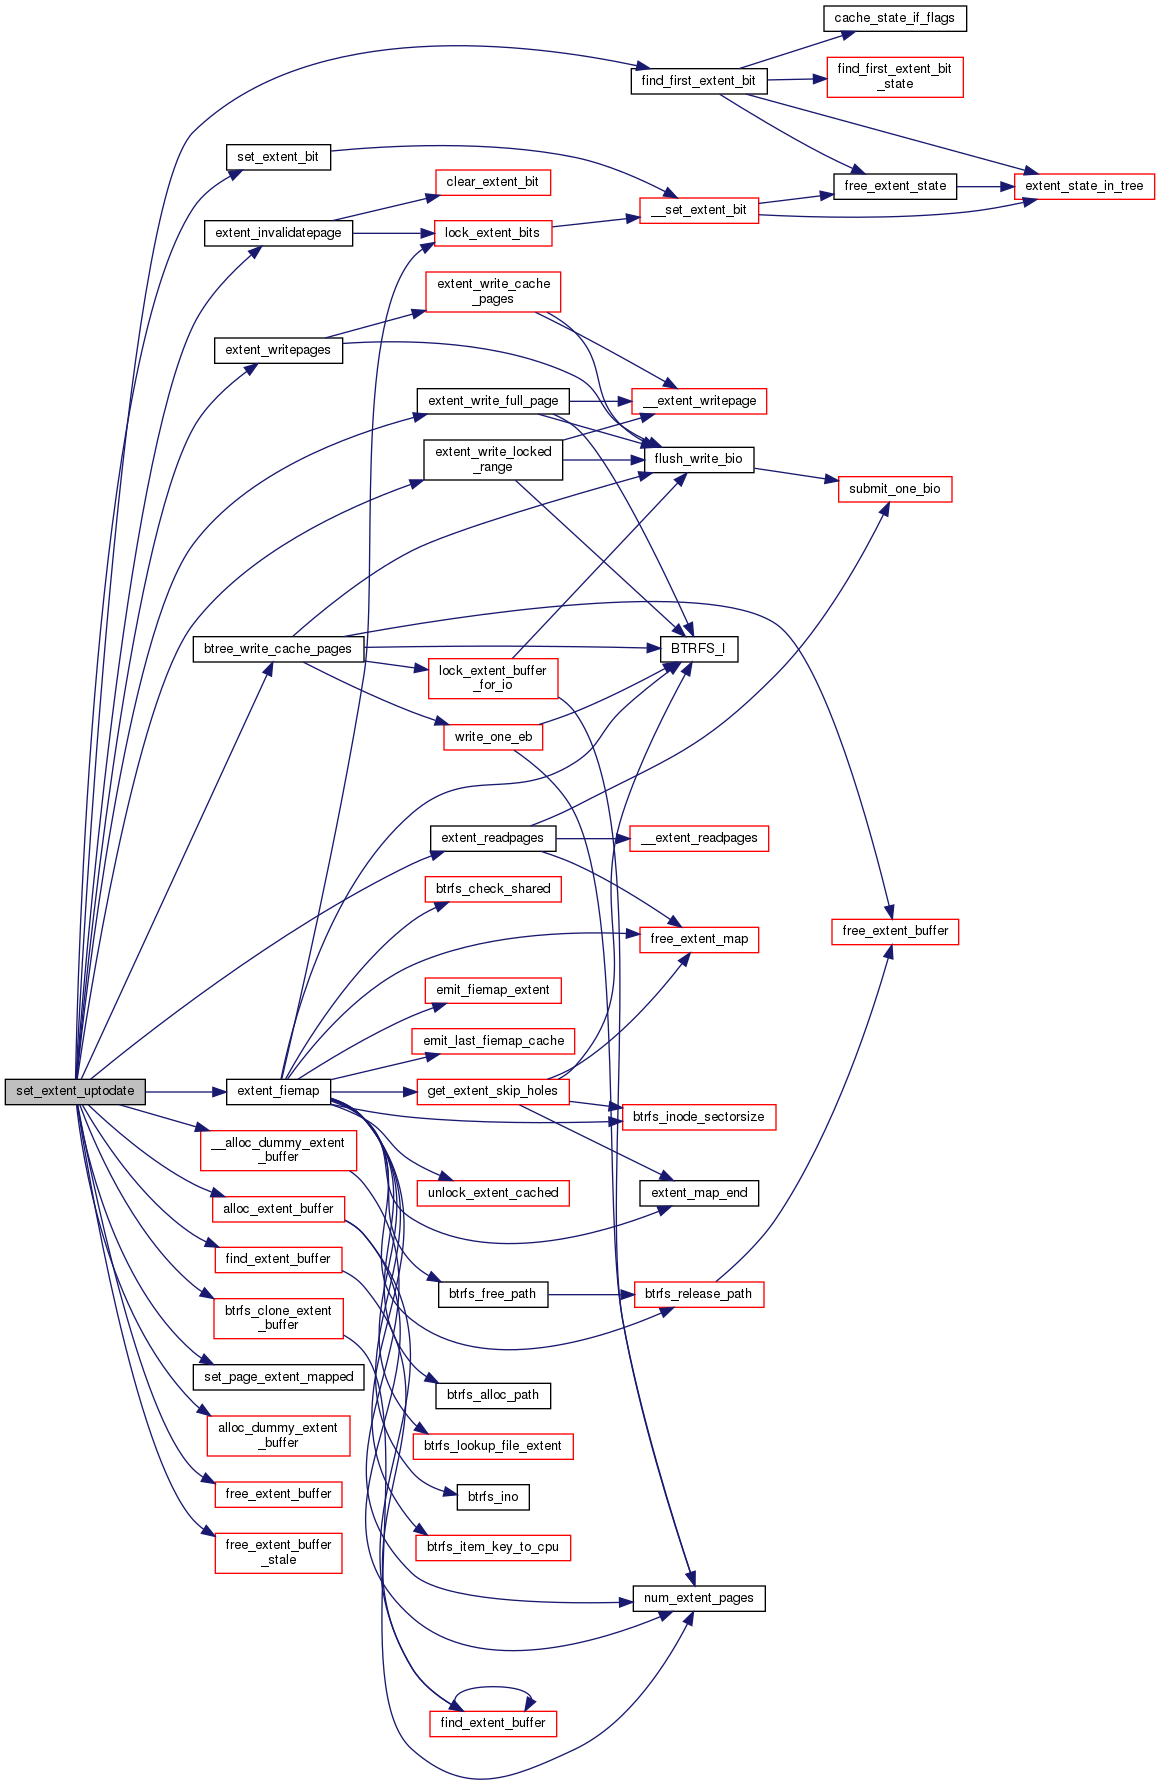 cache_state_if_flags
find_first_extent_bit
_state
find_first_extent_bit
set_extent_bit
clear_extent_bit
free_extent_state
extent_state_in_tree
__set_extent_bit
extent_invalidatepage
lock_extent_bits
extent_write_cache
_pages
extent_writepages
extent_write_full_page
__extent_writepage
extent_write_locked
_range
flush_write_bio
submit_one_bio
btree_write_cache_pages
BTRFS_I
lock_extent_buffer
_for_io
write_one_eb
extent_readpages
__extent_readpages
btrfs_check_shared
free_extent_map
free_extent_buffer
emit_fiemap_extent
emit_last_fiemap_cache
set_extent_uptodate
extent_fiemap
get_extent_skip_holes
btrfs_inode_sectorsize
__alloc_dummy_extent
_buffer
unlock_extent_cached
extent_map_end
alloc_extent_buffer
find_extent_buffer
btrfs_free_path
btrfs_release_path
btrfs_clone_extent
_buffer
set_page_extent_mapped
btrfs_alloc_path
alloc_dummy_extent
_buffer
btrfs_lookup_file_extent
free_extent_buffer
btrfs_ino
free_extent_buffer
_stale
btrfs_item_key_to_cpu
num_extent_pages
find_extent_buffer